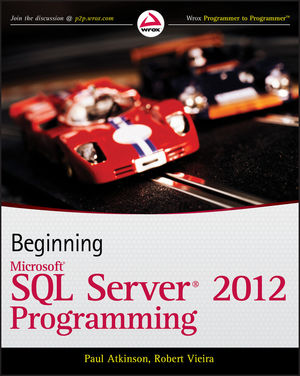 Join the discussion @ p2p.wrox.com
wrox
Wrox Programmer to Programmer™
Beginning
Microsoft®
SQL Server® 2012
Programming
Paul Atkinson, Robert Vieira